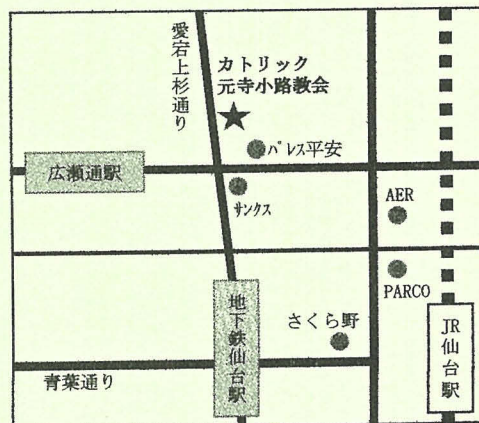 愛宕上杉通り
カトリック
元寺小路教会
パレス平安
広瀬通駅
サンクス
AER
PARCO
さくら野
地下鉄仙台駅
JR
仙台駅
青葉通り